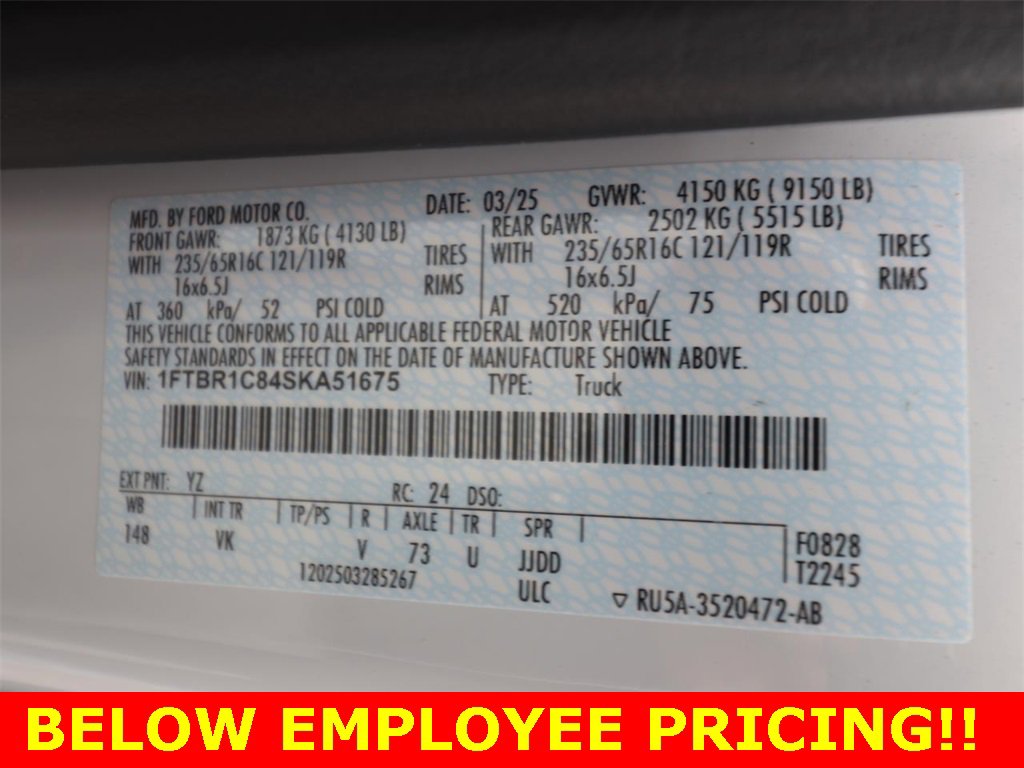 MFD. BY FORD MOTOR CO. DATE: 03/25 GVWR: 4150 KG ( 9150 LB)
FRONT GAWR: 1873 KG ( 4130 LB) REAR GAWR: 2502 KG ( 5515 LB)
WITH 235/65R16C 121/119R TIRES WITH 235/65R16C 121/119R TIRES
16x6.5J RIMS 16x6.5J RIMS
AT 360 kPa/ 52 PSI COLD AT 520 kPa/ 75 PSI COLD
THIS VEHICLE CONFORMS TO ALL APPLICABLE FEDERAL MOTOR VEHICLE
SAFETY STANDARDS IN EFFECT ON THE DATE OF MANUFACTURE SHOWN ABOVE.
VIN: 1FTBR1C84SKA51675 TYPE: Truck
EXT PNT: YZ RC: 24 DSO:
WB INT TR TP/PS R AXLE TR SPR
148 VK V 73 U JJDD F0828
1202503285267 ULC T2245
▽ RU5A-3520472-AB
BELOW EMPLOYEE PRICING!!